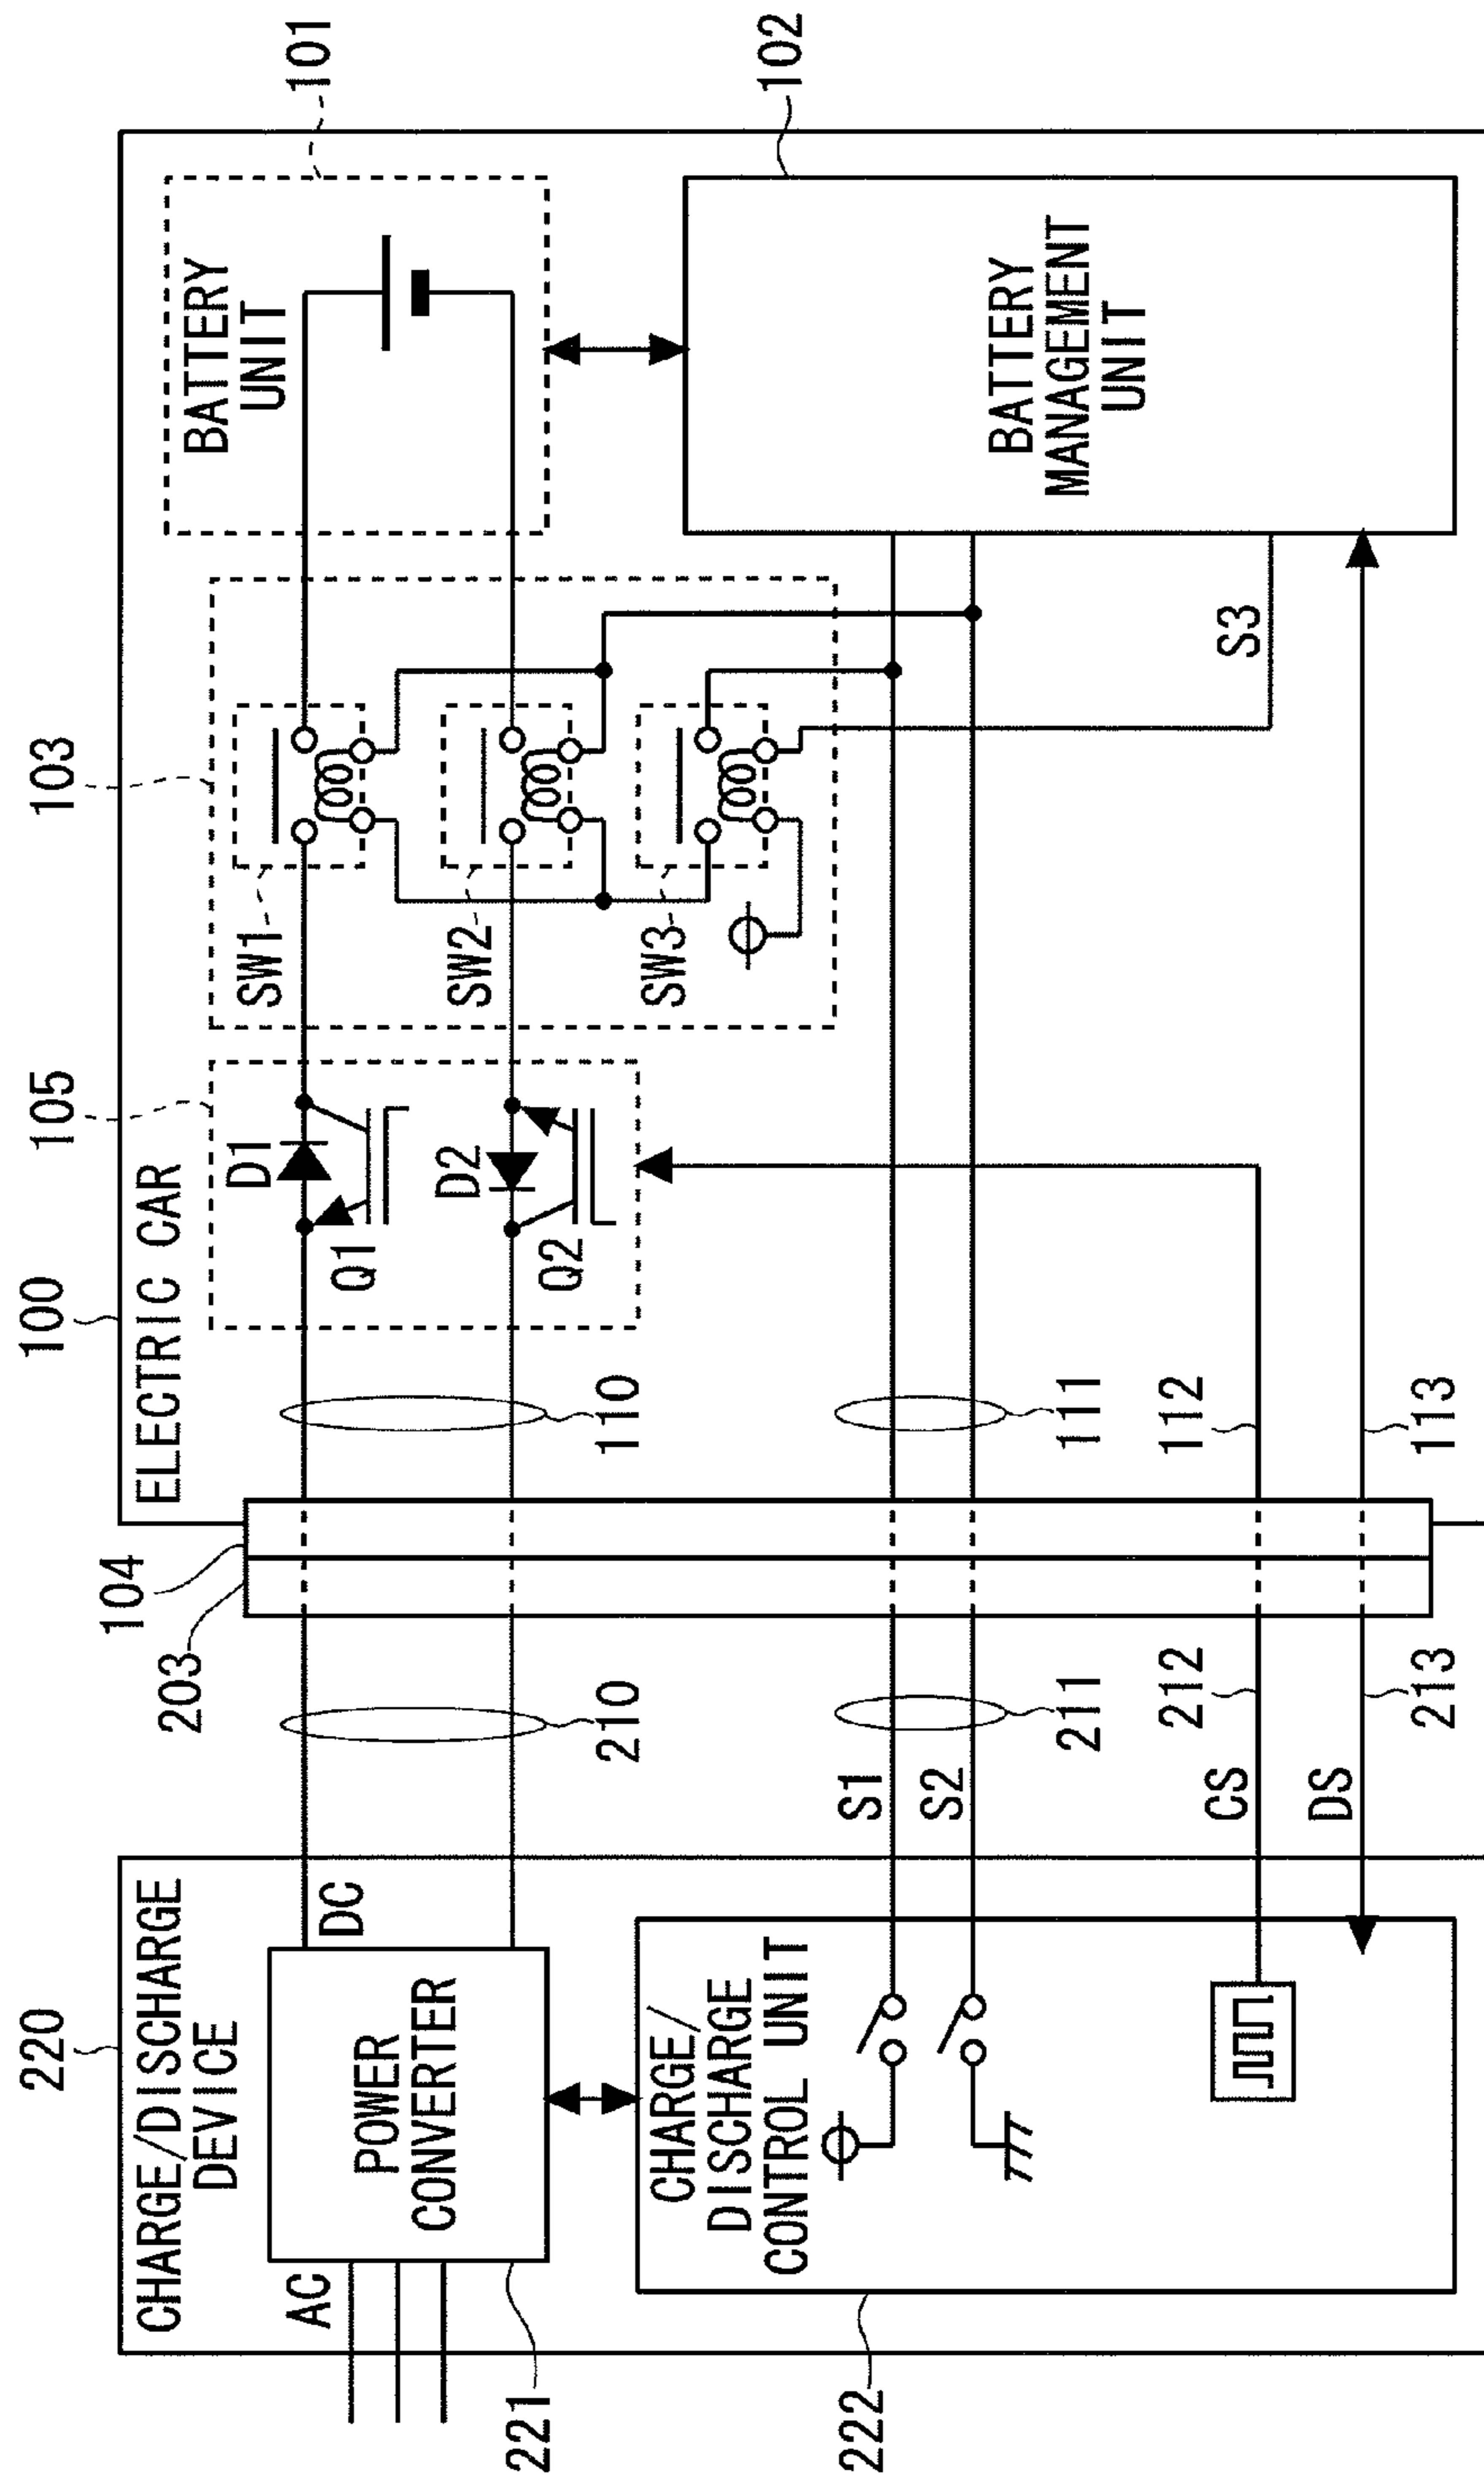 220
CHARGE/DISCHARGE
DEVICE
AC
221
POWER
CONVERTER
DC
222
CHARGE/
DISCHARGE
CONTROL UNIT
S1
S2
CS
DS
210
211
212
213
203
104
100
ELECTRIC CAR
110
111
112
113
105
D1
Q1
D2
Q2
103
SW1
SW2
SW3
S3
101
BATTERY
UNIT
102
BATTERY
MANAGEMENT
UNIT